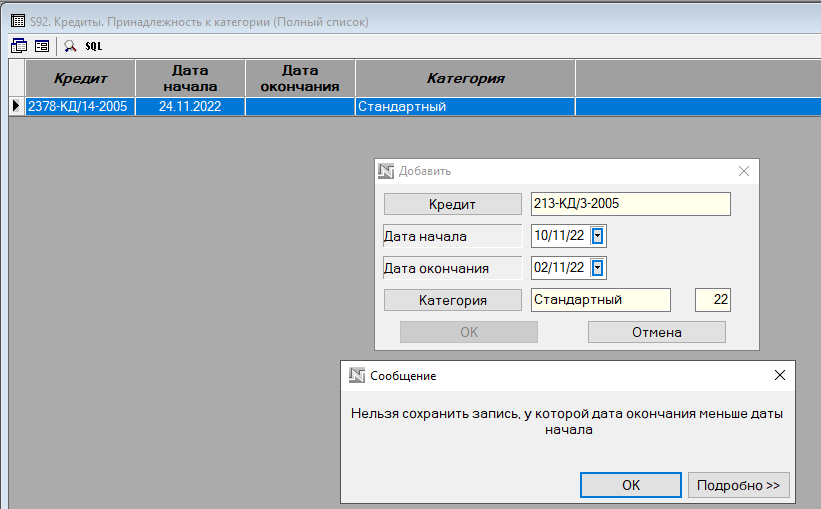 S92. Кредиты. Принадлежность к категории (Полный список)
SQL
Кредит
Дата начала
Дата окончания
Категория
2378-КД/14-2005
24.11.2022
Стандартный
Добавить
Кредит
213-КД/3-2005
Дата начала
10/11/22
Дата окончания
02/11/22
Категория
Стандартный
22
OK
Отмена
Сообщение
Нельзя сохранить запись, у которой дата окончания меньше даты
начала
OK
Подробно >>